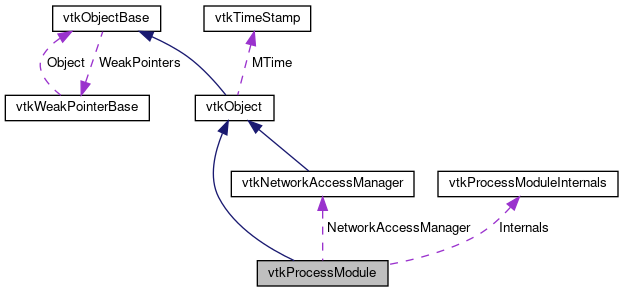 vtkObjectBase
vtkTimeStamp
Object
WeakPointers
MTime
vtkWeakPointerBase
vtkObject
vtkNetworkAccessManager
vtkProcessModuleInternals
NetworkAccessManager
Internals
vtkProcessModule